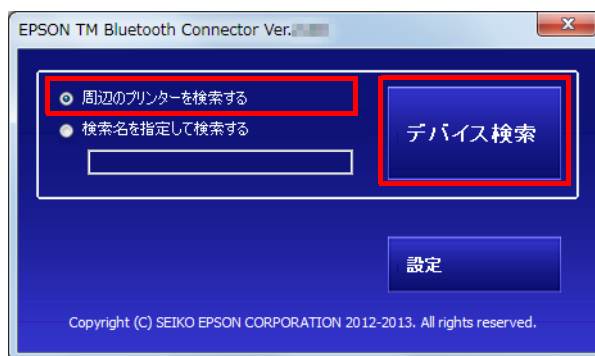 EPSON TM Bluetooth Connector Ver.
周辺のプリンターを検索する
検索名を指定して検索する
デバイス検索
設定
Copyright (C) SEIKO EPSON CORPORATION 2012-2013. All rights reserved.